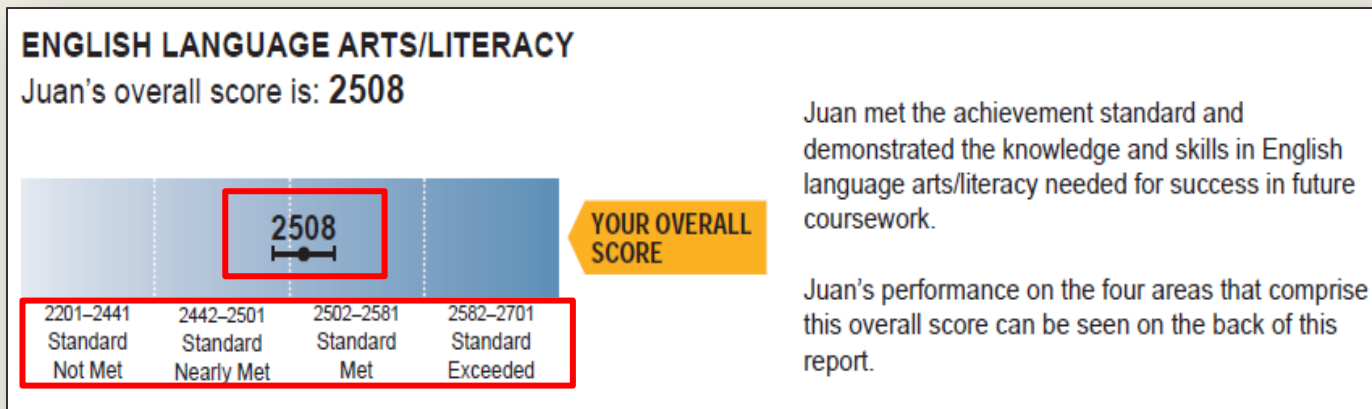 ENGLISH LANGUAGE ARTS/LITERACY
Juan's overall score is: 2508
2508
YOUR OVERALL
SCORE
2201–2441
Standard
Not Met
2442–2501
Standard
Nearly Met
2502–2581
Standard
Met
2582–2701
Standard
Exceeded
Juan met the achievement standard and
demonstrated the knowledge and skills in English
language arts/literacy needed for success in future
coursework.
Juan's performance on the four areas that comprise
this overall score can be seen on the back of this
report.